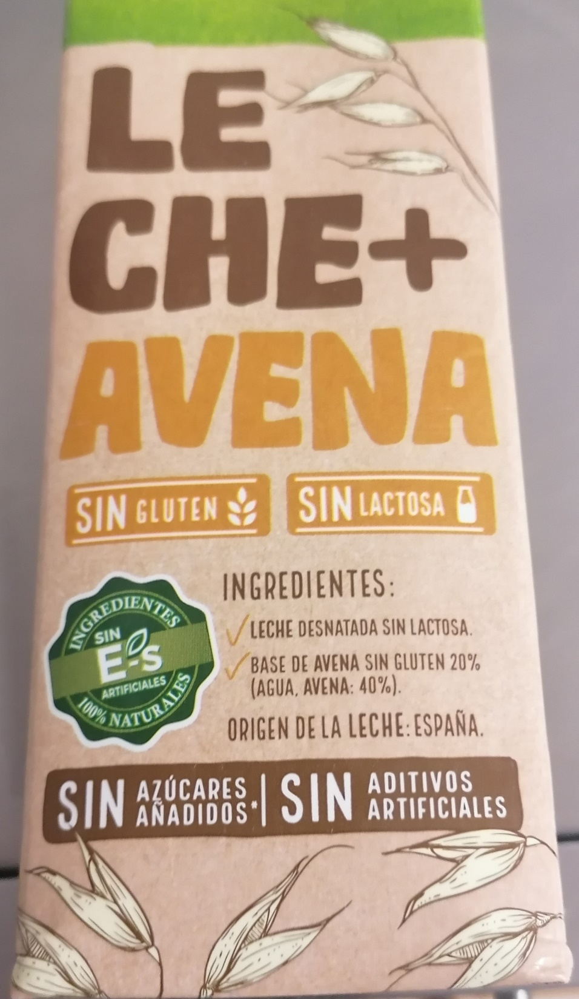 LE
CHE+
AVENA
SIN GLUTEN
SIN LACTOSA
INGREDIENTES
SIN
E-s
ARTIFICIALES
100% NATURALES
INGREDIENTES:
LECHE DESNATADA SIN LACTOSA.
BASE DE AVENA SIN GLUTEN 20%
(AGUA, AVENA: 40%).
ORIGEN DE LA LECHE: ESPAÑA.
SIN AZÚCARES AÑADIDOS* | SIN ADITIVOS ARTIFICIALES